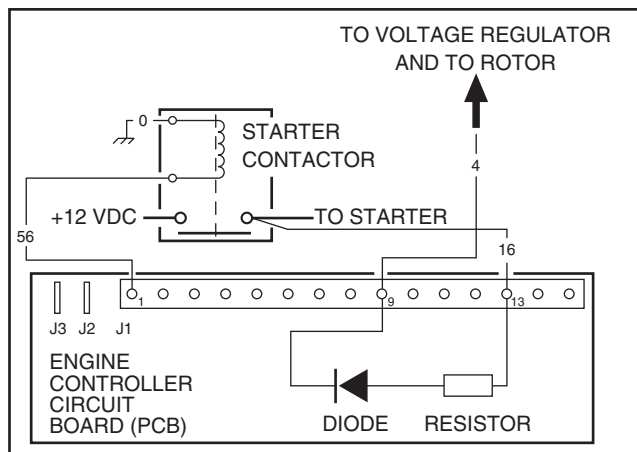 TO VOLTAGE REGULATOR
AND TO ROTOR
0
STARTER
CONTACTOR
4
+12 VDC
TO STARTER
56
16
1
9
13
J3 J2 J1
ENGINE
CONTROLLER
CIRCUIT
BOARD (PCB)
DIODE
RESISTOR